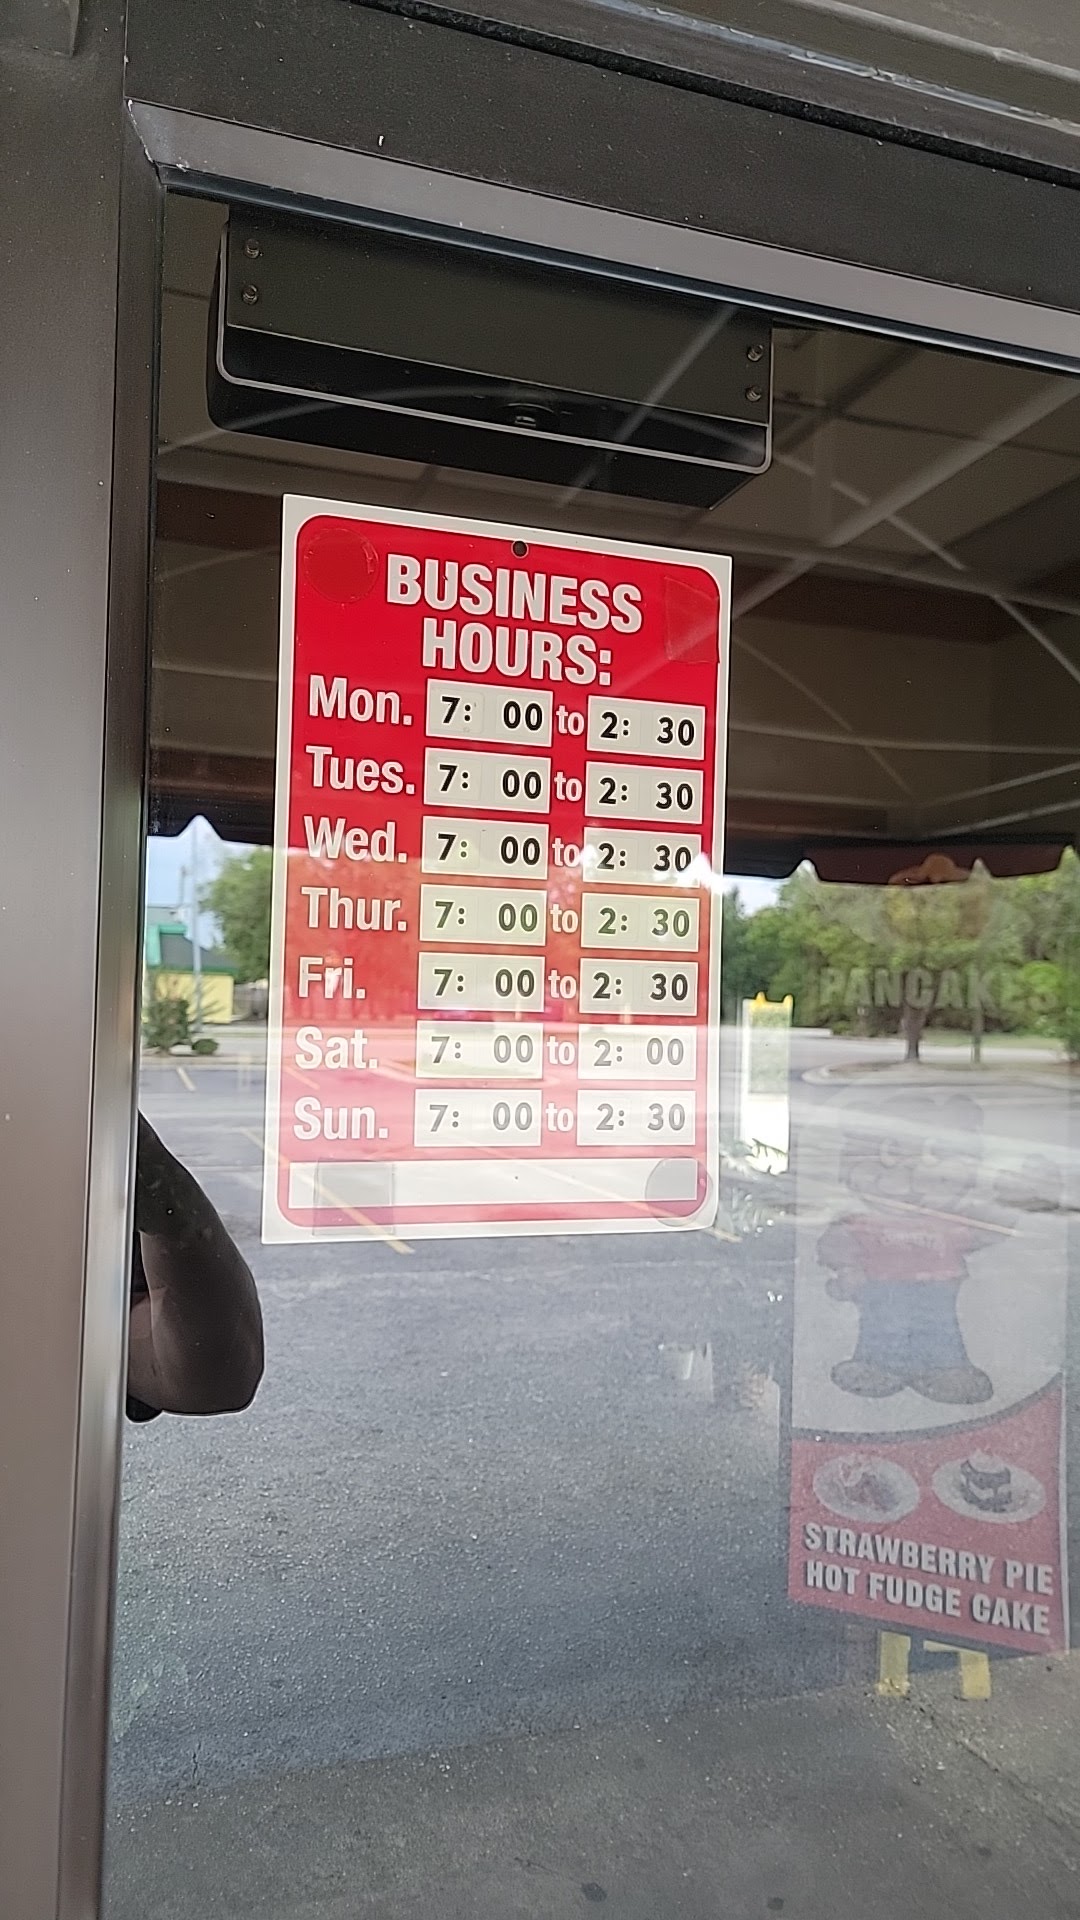 BUSINESS
HOURS:
Mon. 7: 00 to 2: 30
Tues. 7: 00 to 2: 30
Wed. 7: 00 to 2: 30
Thur. 7: 00 to 2: 30
Fri. 7: 00 to 2: 30
Sat. 7: 00 to 2: 00
Sun. 7: 00 to 2: 30
PANCAKES
STRAWBERRY PIE
HOT FUDGE CAKE